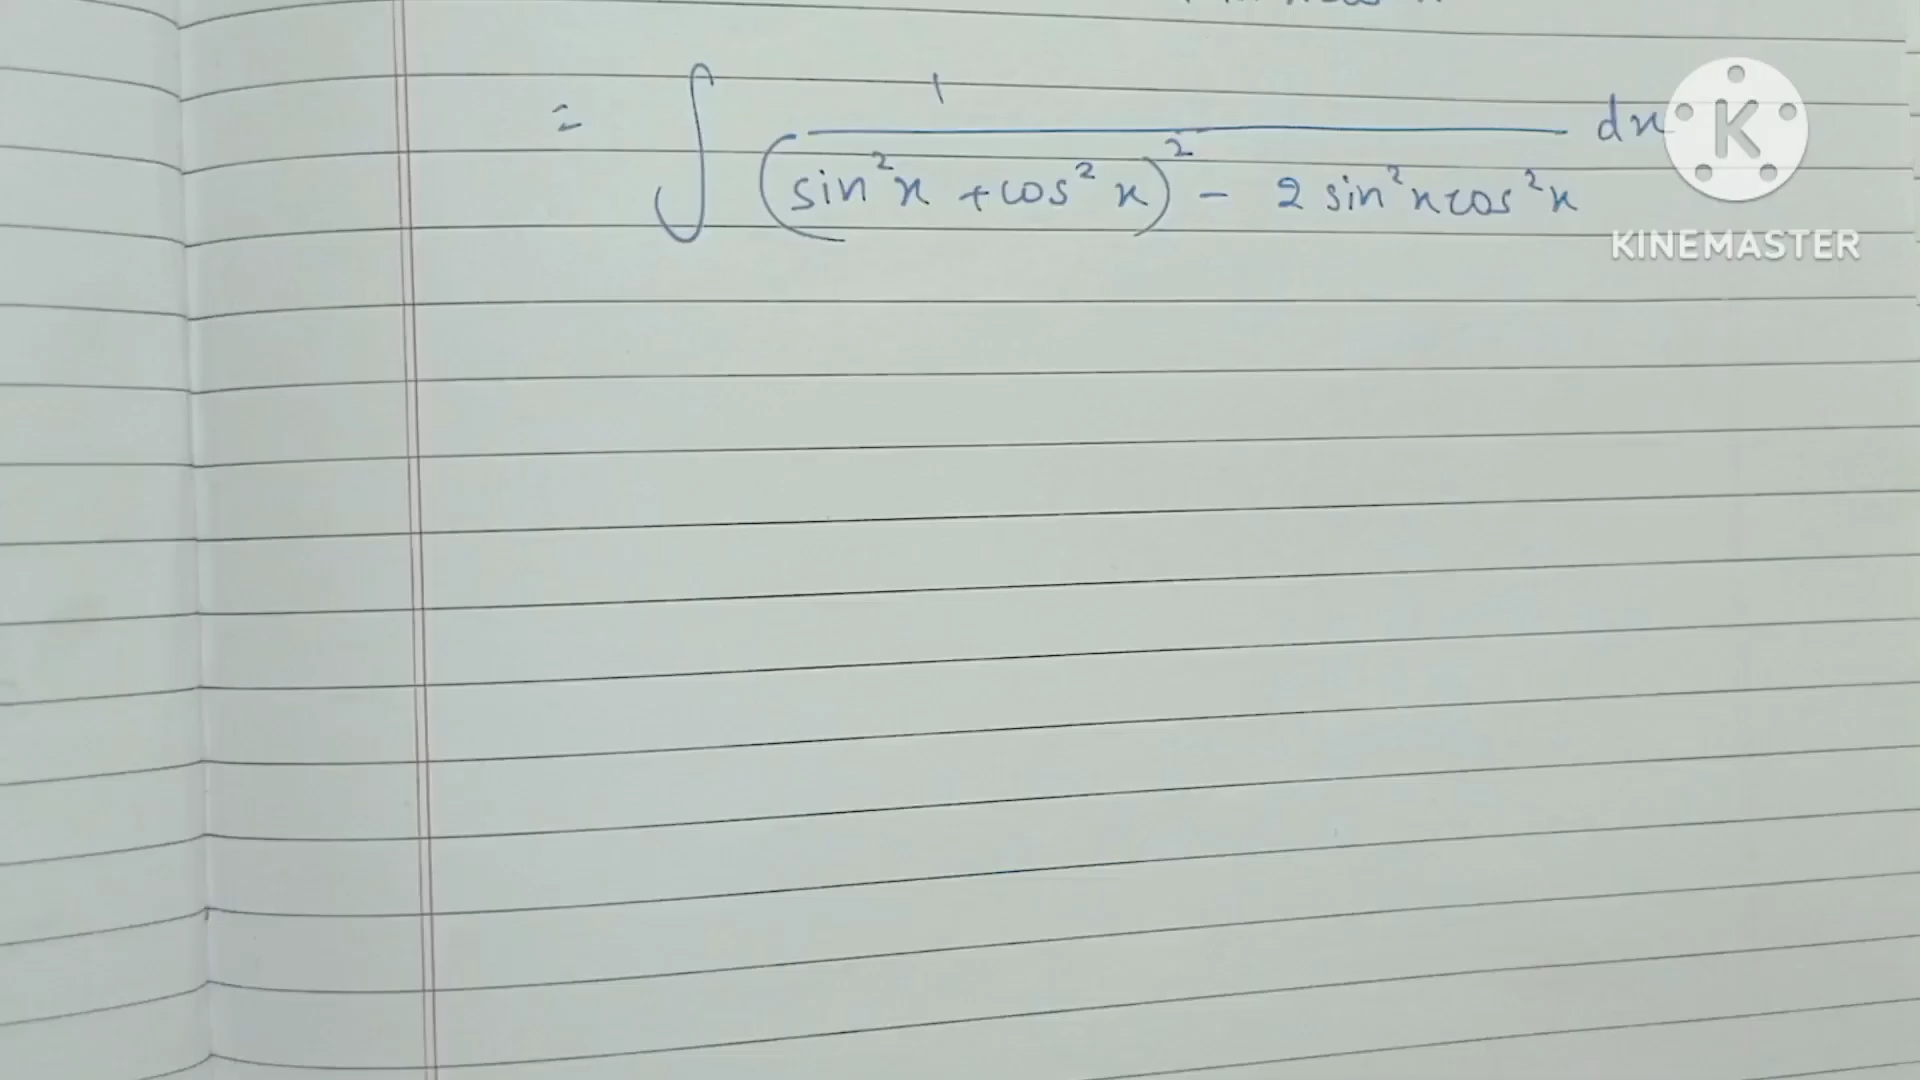 = ∫ 1 / ((sin²x + cos²x)² - 2 sin²x cos²x) dx
K
KINEMASTER